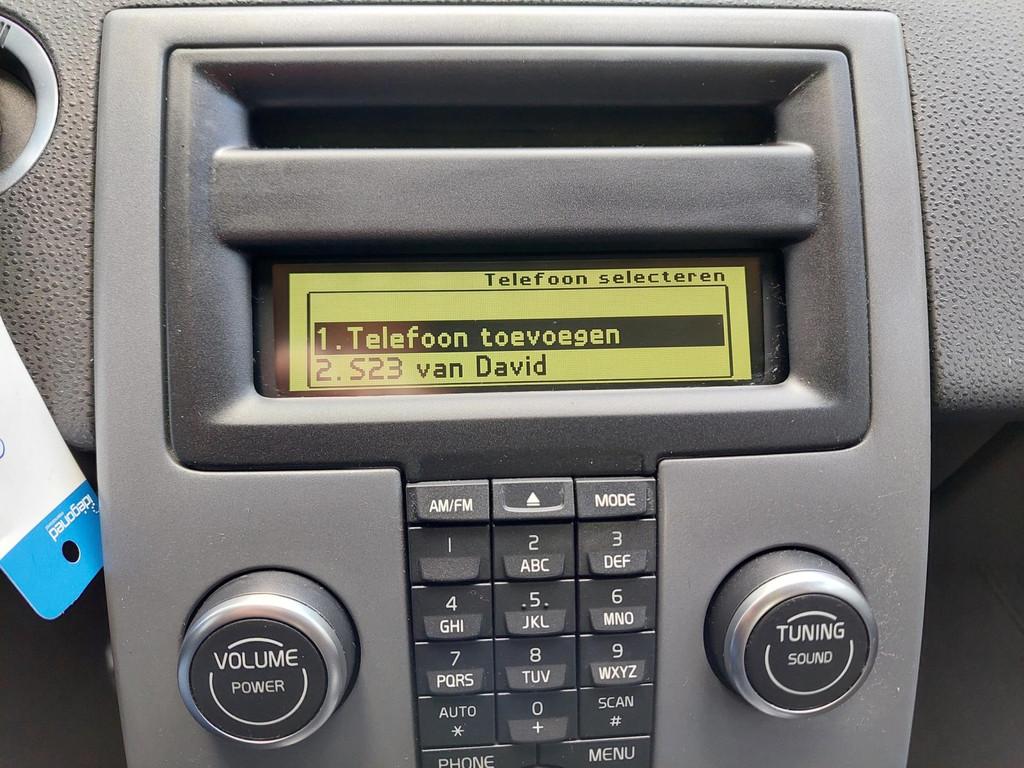 Telefoon selecteren
1.Telefoon toevoegen
2.S23 van David
AM/FM
MODE
1
2
ABC
3
DEF
4
GHI
5
JKL
6
MNO
7
PQRS
8
TUV
9
WXYZ
AUTO
*
0
+
SCAN
#
PHONE
MENU
VOLUME
POWER
TUNING
SOUND